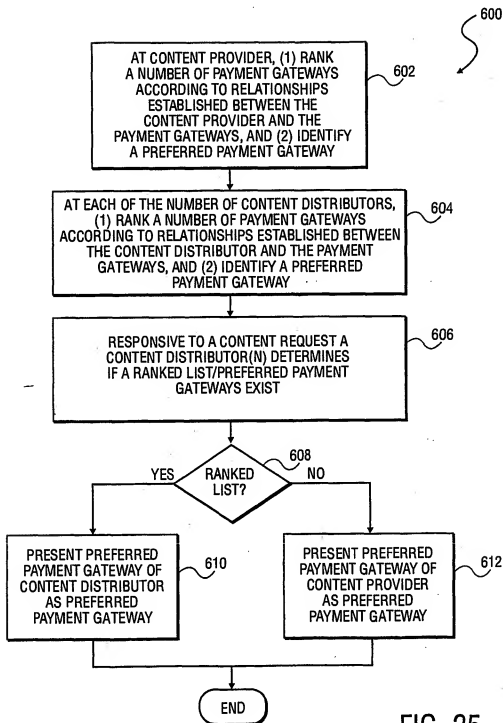 600
AT CONTENT PROVIDER, (1) RANK
A NUMBER OF PAYMENT GATEWAYS
ACCORDING TO RELATIONSHIPS
ESTABLISHED BETWEEN THE
CONTENT PROVIDER AND THE
PAYMENT GATEWAYS, AND (2) IDENTIFY
A PREFERRED PAYMENT GATEWAY
602
AT EACH OF THE NUMBER OF CONTENT DISTRIBUTORS,
(1) RANK A NUMBER OF PAYMENT GATEWAYS
ACCORDING TO RELATIONSHIPS ESTABLISHED BETWEEN
THE CONTENT DISTRIBUTOR AND THE PAYMENT
GATEWAYS, AND (2) IDENTIFY A PREFERRED
PAYMENT GATEWAY
604
RESPONSIVE TO A CONTENT REQUEST A
CONTENT DISTRIBUTOR(N) DETERMINES
IF A RANKED LIST/PREFERRED PAYMENT
GATEWAYS EXIST
606
608
YES
RANKED
LIST?
NO
PRESENT PREFERRED
PAYMENT GATEWAY OF
CONTENT DISTRIBUTOR
AS PREFERRED
PAYMENT GATEWAY
610
PRESENT PREFERRED
PAYMENT GATEWAY OF
CONTENT PROVIDER
AS PREFERRED
PAYMENT GATEWAY
612
END
FIG. 25